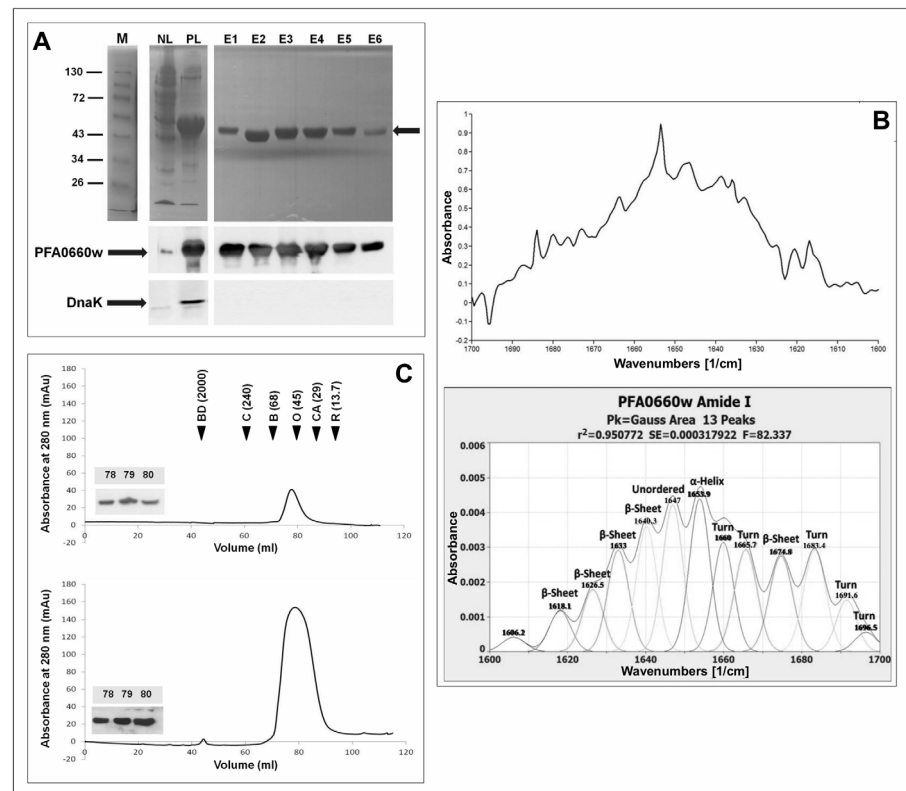 A
M NL PL E1 E2 E3 E4 E5 E6
130
72
43
34
26
PFA0660w
DnaK
B
Absorbance
1
0.9
0.8
0.7
0.6
0.5
0.4
0.3
0.2
0.1
0
-0.1
-0.2
1700 1690 1680 1670 1660 1650 1640 1630 1620 1610 1600
Wavenumbers [1/cm]
PFA0660w Amide I
Pk=Gauss Area 13 Peaks
r²=0.950772 SE=0.000317922 F=82.337
Absorbance
0.006
0.005
0.004
0.003
0.002
0.001
0
1606.2
β-Sheet
1618.1
β-Sheet
1626.5
β-Sheet
1633
β-Sheet
1640.3
Unordered
1647
α-Helix
1653.9
Turn
1660
Turn
1665.7
β-Sheet
1674.8
Turn
1683.4
Turn
1691.6
Turn
1696.5
1600 1620 1640 1660 1680 1700
Wavenumbers [1/cm]
C
Absorbance at 280 nm (mAu)
180
160
140
120
100
80
60
40
20
0
-20
BD (2000)
C (240)
B (68)
O (45)
CA (29)
R (13.7)
78 79 80
0 20 40 60 80 100 120
Volume (ml)
Absorbance at 280 nm (mAu)
180
160
140
120
100
80
60
40
20
0
-20
78 79 80
0 20 40 60 80 100 120
Volume (ml)